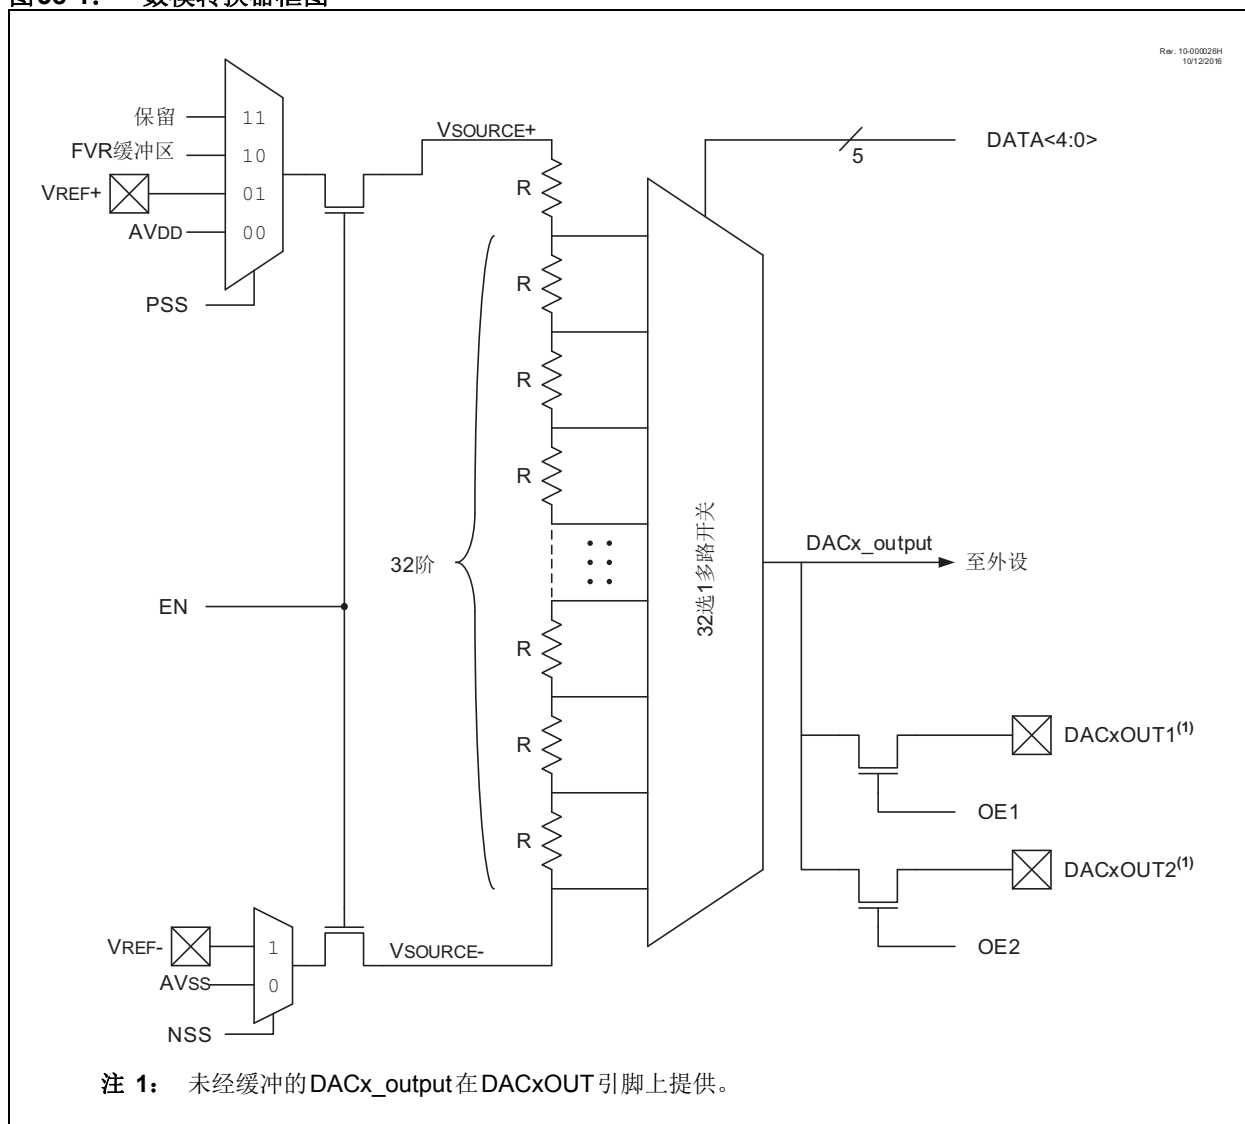 Rev. 10-000026H
10/12/2016
保留
11
FVR缓冲区
10
VREF+
01
AVDD
00
PSS
VSOURCE+
R
R
R
R
R
R
R
32阶
EN
5
DATA<4:0>
32选1多路开关
DACx_output
至外设
DACxOUT1(1)
OE1
DACxOUT2(1)
OE2
VREF-
1
AVSS
0
NSS
VSOURCE-
注 1： 未经缓冲的DACx_output在DACxOUT引脚上提供。